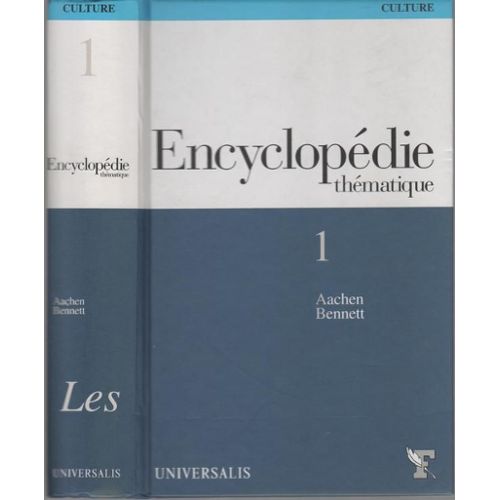 CULTURE
1
Encyclopédie
thématique
Aachen
Bennett
Les
UNIVERSALIS
CULTURE
Encyclopédie
thématique
1
Aachen
Bennett
UNIVERSALIS
F